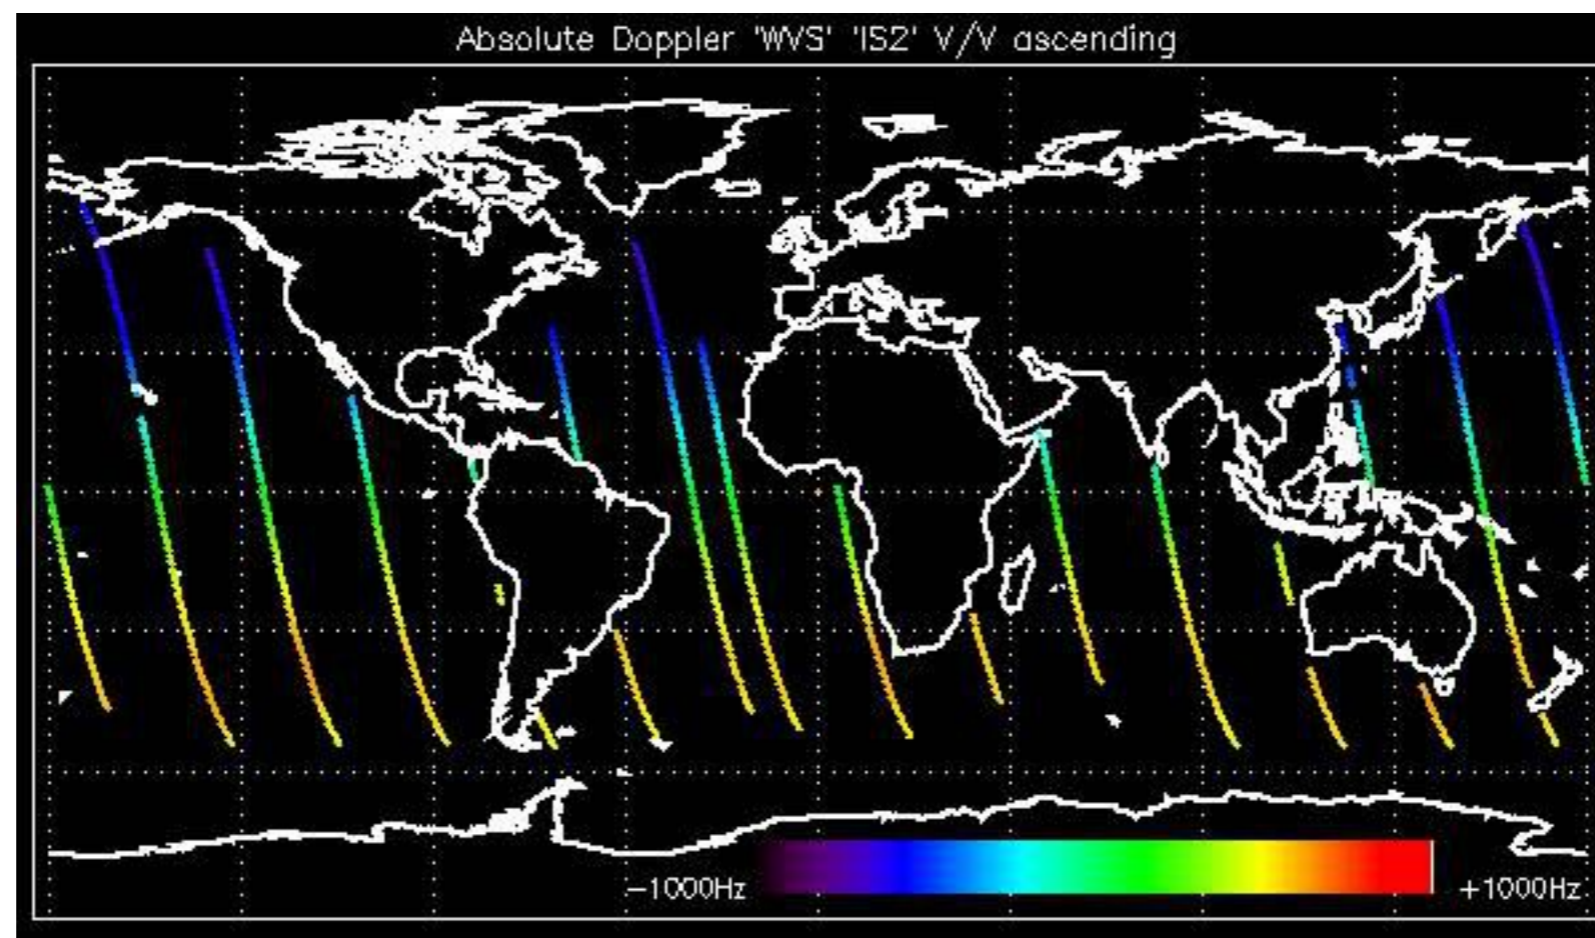 Absolute Doppler 'WVS' 'IS2' V/V ascending
−1000Hz +1000Hz